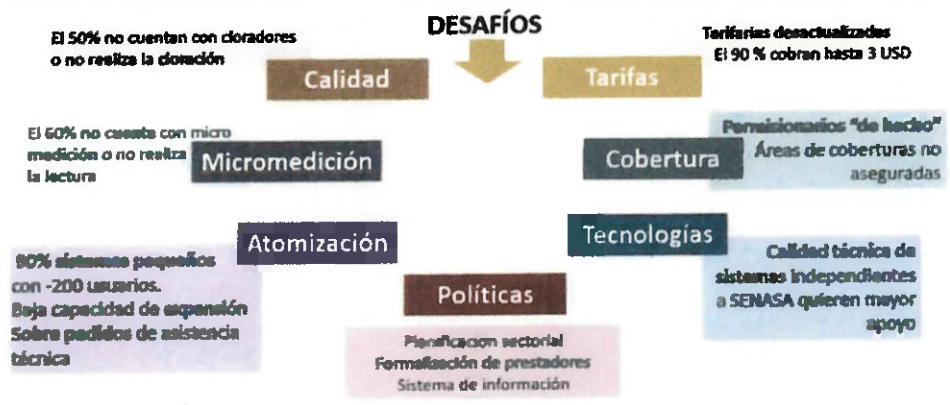 DESAFÍOS
El 50% no cuentan con cloradores
o no realiza la cloración
Calidad
Tarifas
Tarifarias desactualizadas
El 90 % cobran hasta 3 USD
El 60% no cuenta con micro
medición o no realiza
la lectura
Micromedición
Cobertura
Permisionarios "de hecho"
Áreas de coberturas no
aseguradas
Atomización
90% sistemas pequeños
con -200 usuarios.
Baja capacidad de expansión
Sobre pedidos de asistencia
técnica
Tecnologías
Calidad técnica de
sistemas independientes
a SENASA quieren mayor
apoyo
Políticas
Planificacion sectorial
Formalización de prestadores
Sistema de información